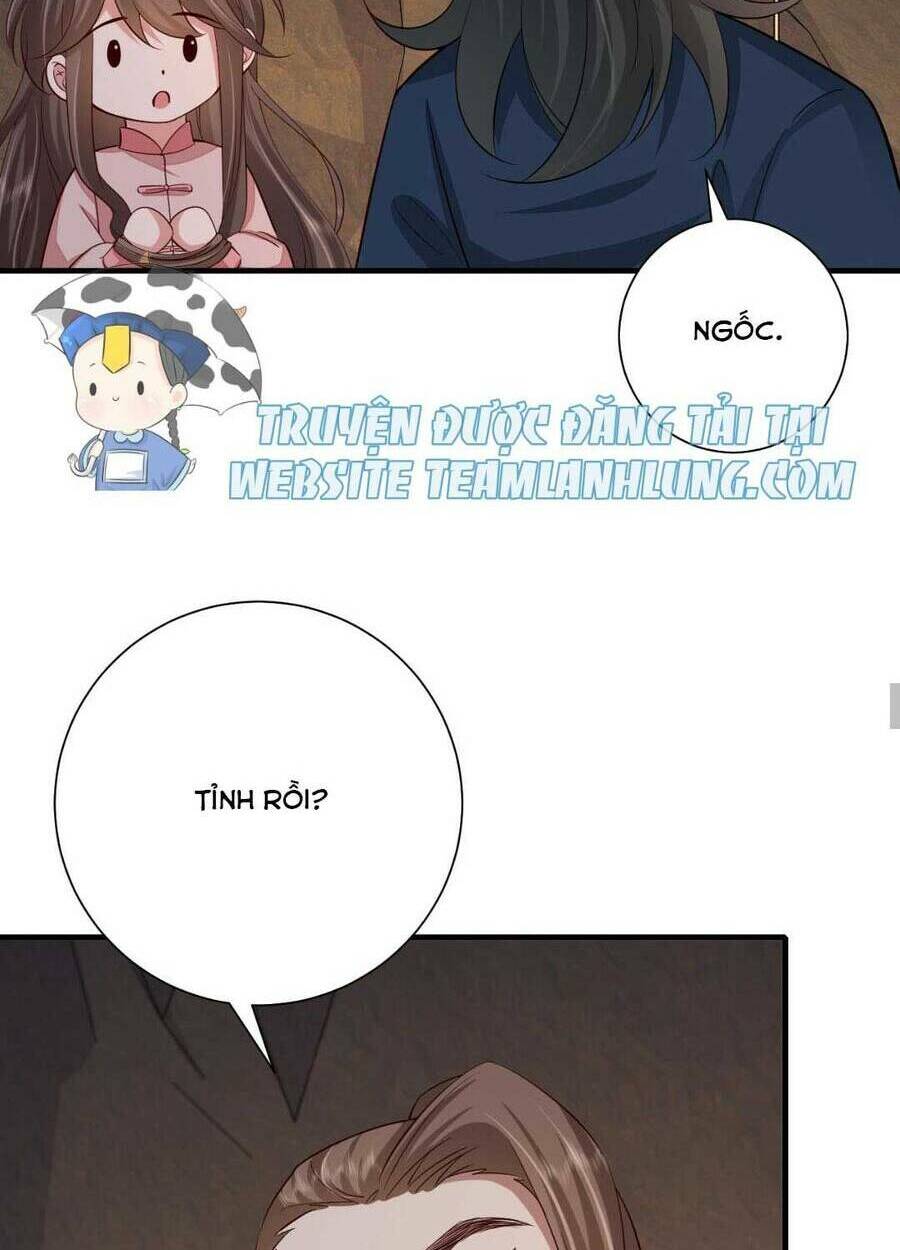 NGỐC.
TRUYỆN ĐƯỢC ĐĂNG TẢI TẠI
WEBSITE TEAMLANHLUNG.COM
TỈNH RỒI?